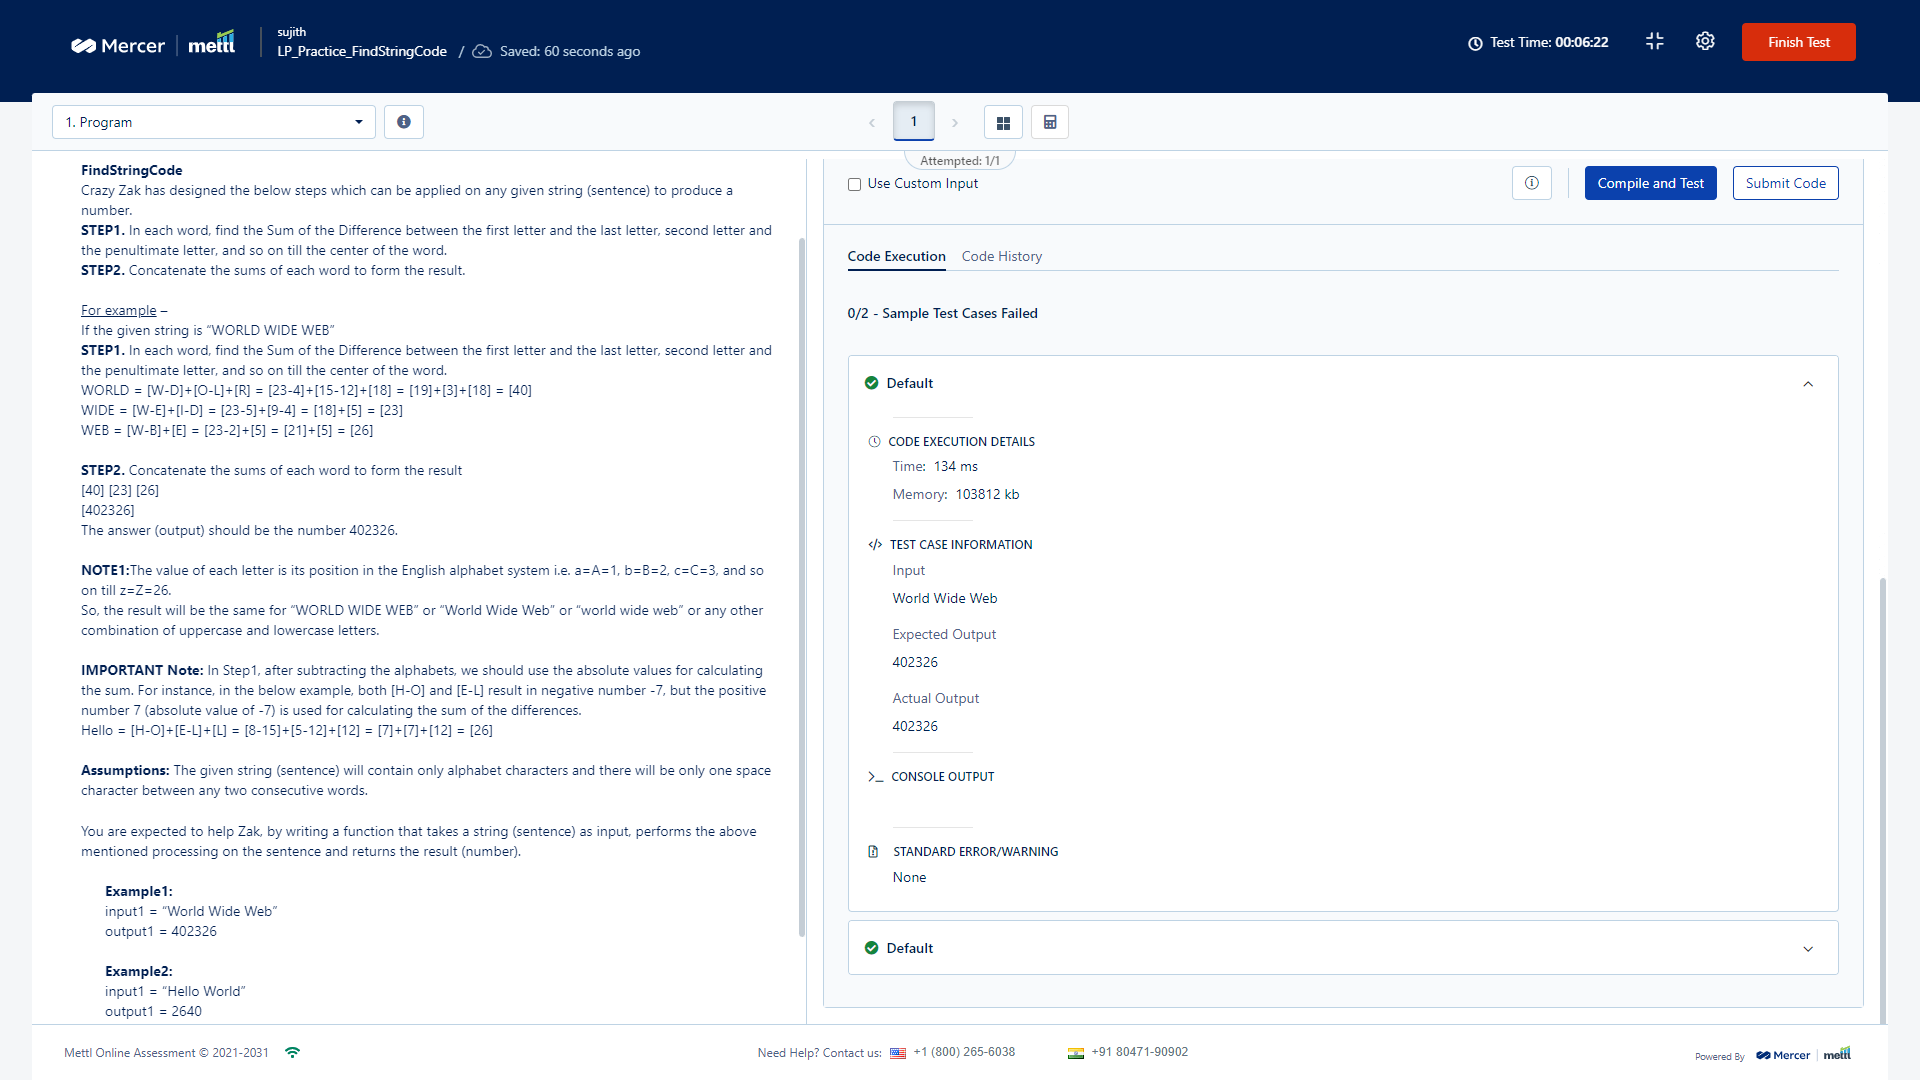 Mercer
mettl
sujith
LP_Practice_FindStringCode / Saved: 60 seconds ago
Test Time: 00:06:22
Finish Test
1. Program
1
Attempted: 1/1
FindStringCode
Crazy Zak has designed the below steps which can be applied on any given string (sentence) to produce a
number.
STEP1. In each word, find the Sum of the Difference between the first letter and the last letter, second letter and
the penultimate letter, and so on till the center of the word.
STEP2. Concatenate the sums of each word to form the result.
For example –
If the given string is “WORLD WIDE WEB”
STEP1. In each word, find the Sum of the Difference between the first letter and the last letter, second letter and
the penultimate letter, and so on till the center of the word.
WORLD = [W-D]+[O-L]+[R] = [23-4]+[15-12]+[18] = [19]+[3]+[18] = [40]
WIDE = [W-E]+[I-D] = [23-5]+[9-4] = [18]+[5] = [23]
WEB = [W-B]+[E] = [23-2]+[5] = [21]+[5] = [26]
STEP2. Concatenate the sums of each word to form the result
[40] [23] [26]
[402326]
The answer (output) should be the number 402326.
NOTE1:The value of each letter is its position in the English alphabet system i.e. a=A=1, b=B=2, c=C=3, and so
on till z=Z=26.
So, the result will be the same for “WORLD WIDE WEB” or “World Wide Web” or “world wide web” or any other
combination of uppercase and lowercase letters.
IMPORTANT Note: In Step1, after subtracting the alphabets, we should use the absolute values for calculating
the sum. For instance, in the below example, both [H-O] and [E-L] result in negative number -7, but the positive
number 7 (absolute value of -7) is used for calculating the sum of the differences.
Hello = [H-O]+[E-L]+[L] = [8-15]+[5-12]+[12] = [7]+[7]+[12] = [26]
Assumptions: The given string (sentence) will contain only alphabet characters and there will be only one space
character between any two consecutive words.
You are expected to help Zak, by writing a function that takes a string (sentence) as input, performs the above
mentioned processing on the sentence and returns the result (number).
Example1:
input1 = “World Wide Web”
output1 = 402326
Example2:
input1 = “Hello World”
output1 = 2640
Use Custom Input
Compile and Test
Submit Code
Code Execution
Code History
0/2 - Sample Test Cases Failed
Default
CODE EXECUTION DETAILS
Time: 134 ms
Memory: 103812 kb
TEST CASE INFORMATION
Input
World Wide Web
Expected Output
402326
Actual Output
402326
CONSOLE OUTPUT
STANDARD ERROR/WARNING
None
Default
Mettl Online Assessment © 2021-2031
Need Help? Contact us: +1 (800) 265-6038
+91 80471-90902
Powered By Mercer mettl